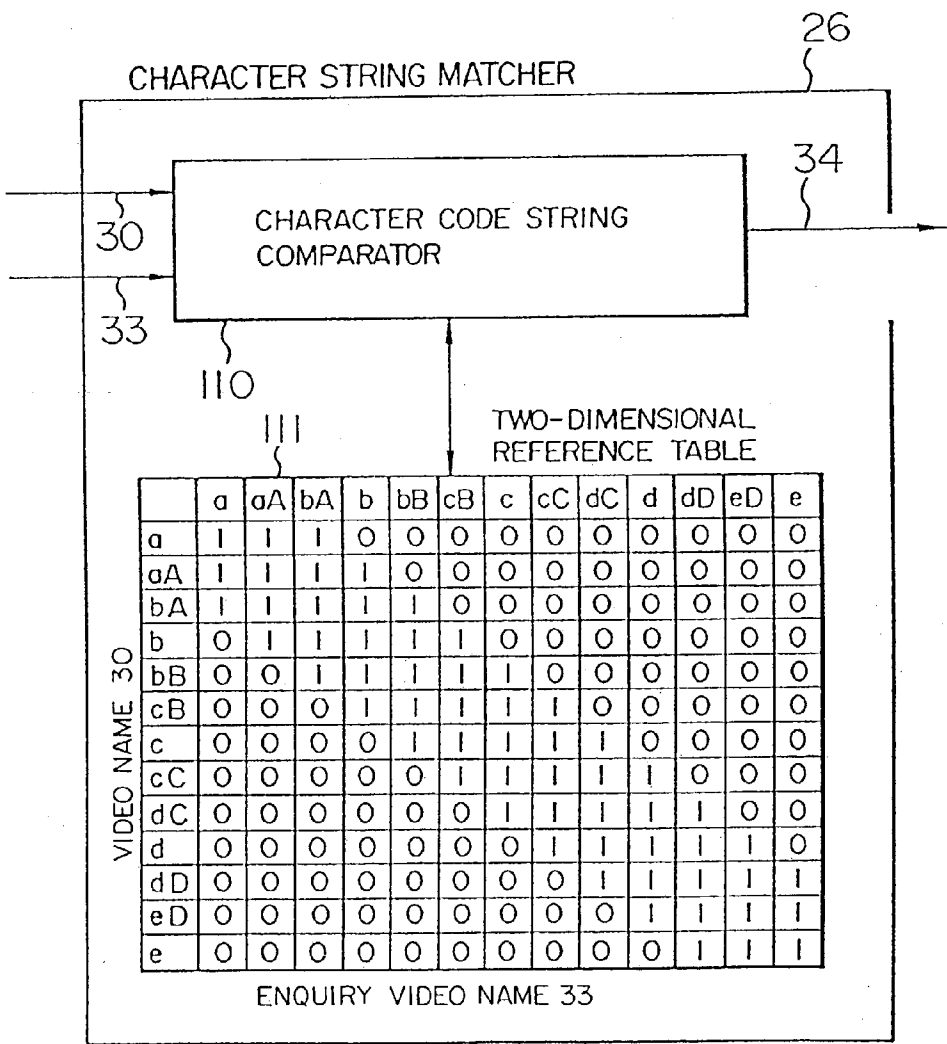 26
CHARACTER STRING MATCHER
34
30
CHARACTER CODE STRING
COMPARATOR
33
110
111
TWO-DIMENSIONAL
REFERENCE TABLE
a aA bA b bB cB c cC dC d dD eD e
a 1 1 1 0 0 0 0 0 0 0 0 0 0
aA 1 1 1 1 0 0 0 0 0 0 0 0 0
bA 1 1 1 1 1 0 0 0 0 0 0 0 0
b 0 1 1 1 1 1 0 0 0 0 0 0 0
bB 0 0 1 1 1 1 1 0 0 0 0 0 0
cB 0 0 0 1 1 1 1 1 0 0 0 0 0
c 0 0 0 0 1 1 1 1 1 0 0 0 0
cC 0 0 0 0 0 1 1 1 1 1 0 0 0
dC 0 0 0 0 0 0 1 1 1 1 1 0 0
d 0 0 0 0 0 0 0 1 1 1 1 1 0
dD 0 0 0 0 0 0 0 0 1 1 1 1 1
eD 0 0 0 0 0 0 0 0 0 1 1 1 1
e 0 0 0 0 0 0 0 0 0 0 1 1 1
VIDEO NAME 30
ENQUIRY VIDEO NAME 33